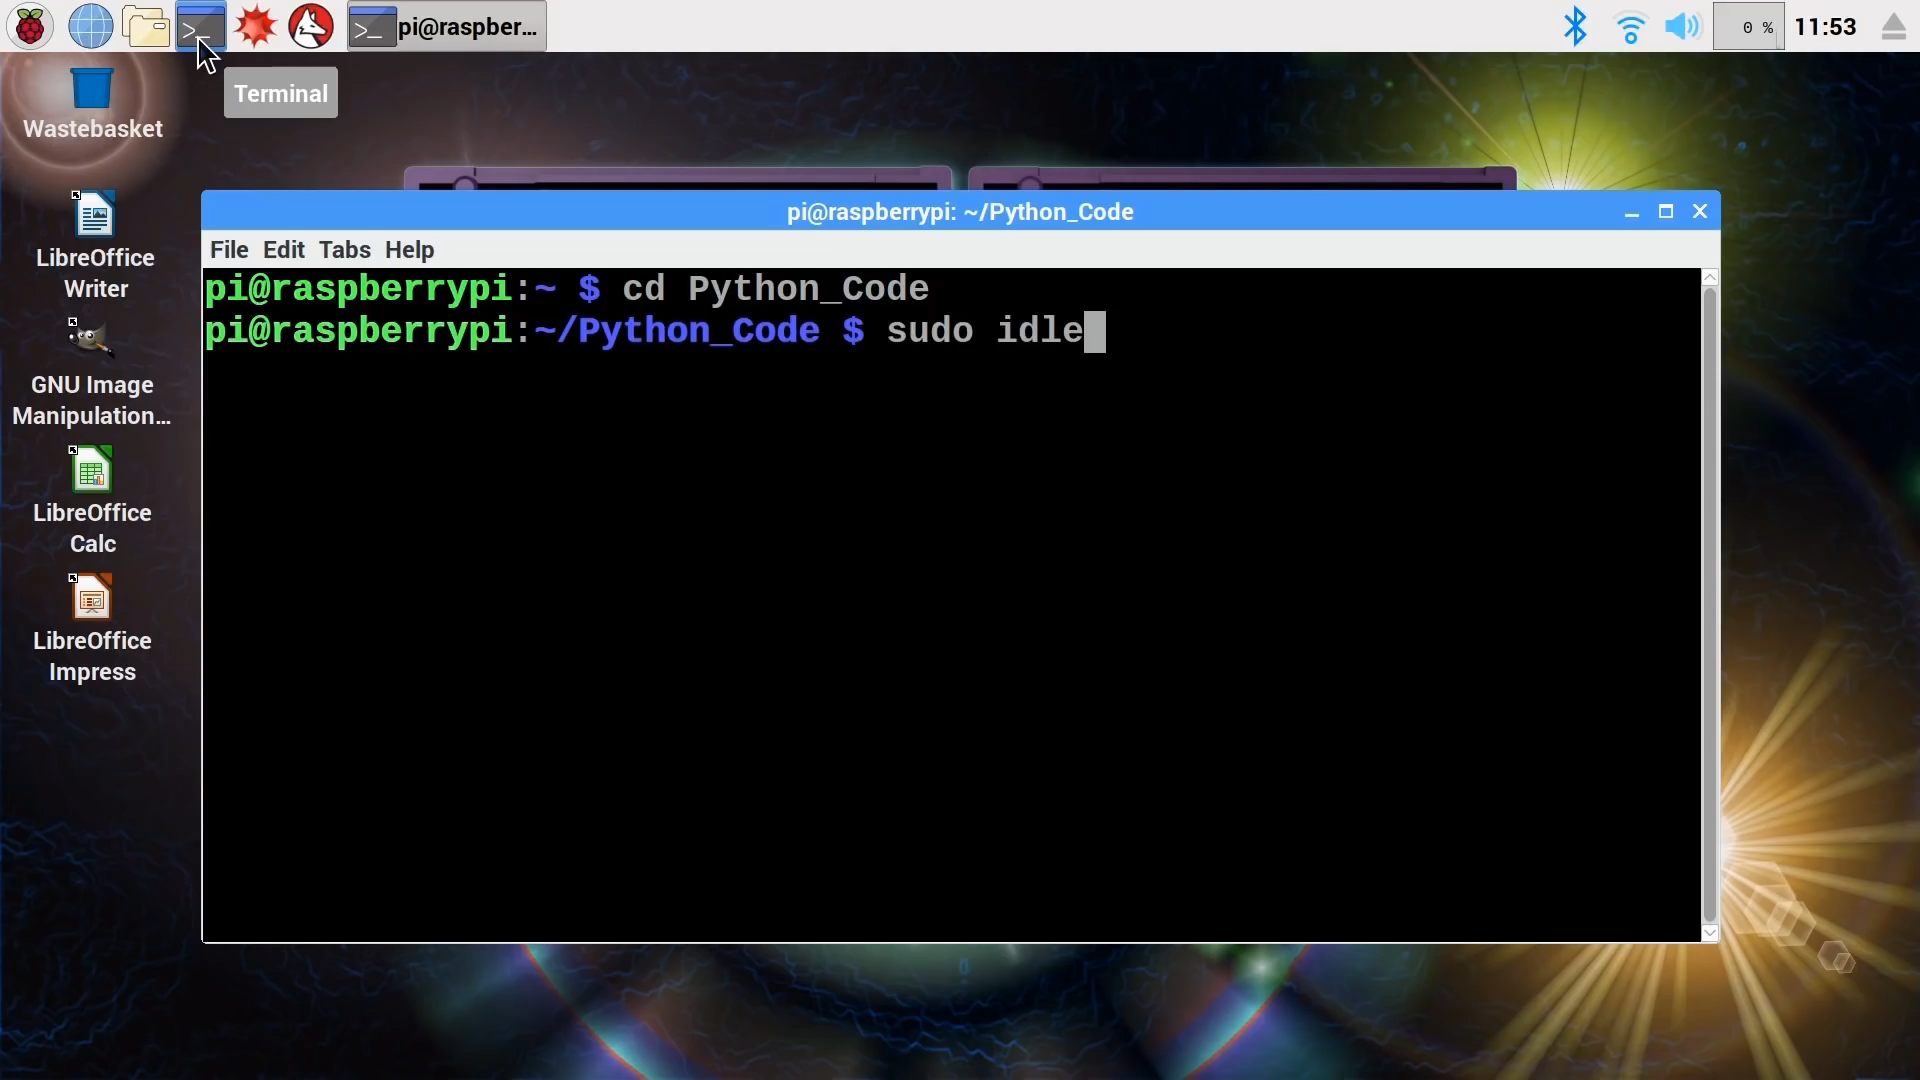 >_ >_ pi@raspber... 0 % 11:53
Terminal
Wastebasket
LibreOffice
Writer
GNU Image
Manipulation...
LibreOffice
Calc
LibreOffice
Impress
pi@raspberrypi: ~/Python_Code
File Edit Tabs Help
pi@raspberrypi:~ $ cd Python_Code
pi@raspberrypi:~/Python_Code $ sudo idle